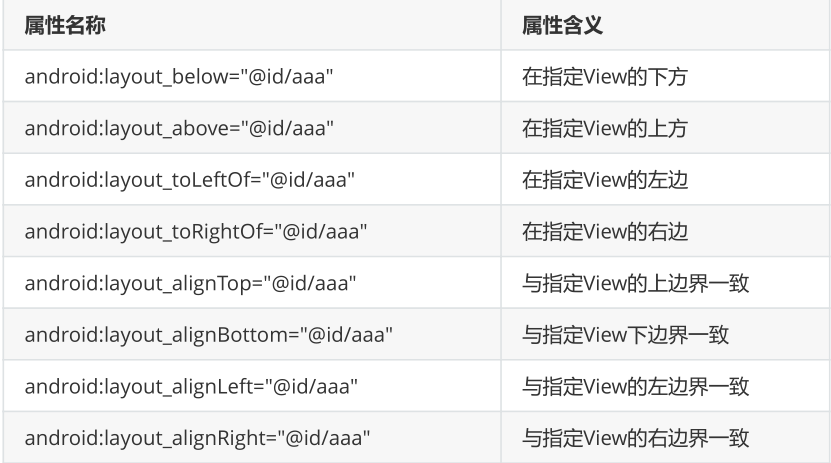 属性名称 属性含义
android:layout_below="@id/aaa" 在指定View的下方
android:layout_above="@id/aaa" 在指定View的上方
android:layout_toLeftOf="@id/aaa" 在指定View的左边
android:layout_toRightOf="@id/aaa" 在指定View的右边
android:layout_alignTop="@id/aaa" 与指定View的上边界一致
android:layout_alignBottom="@id/aaa" 与指定View下边界一致
android:layout_alignLeft="@id/aaa" 与指定View的左边界一致
android:layout_alignRight="@id/aaa" 与指定View的右边界一致